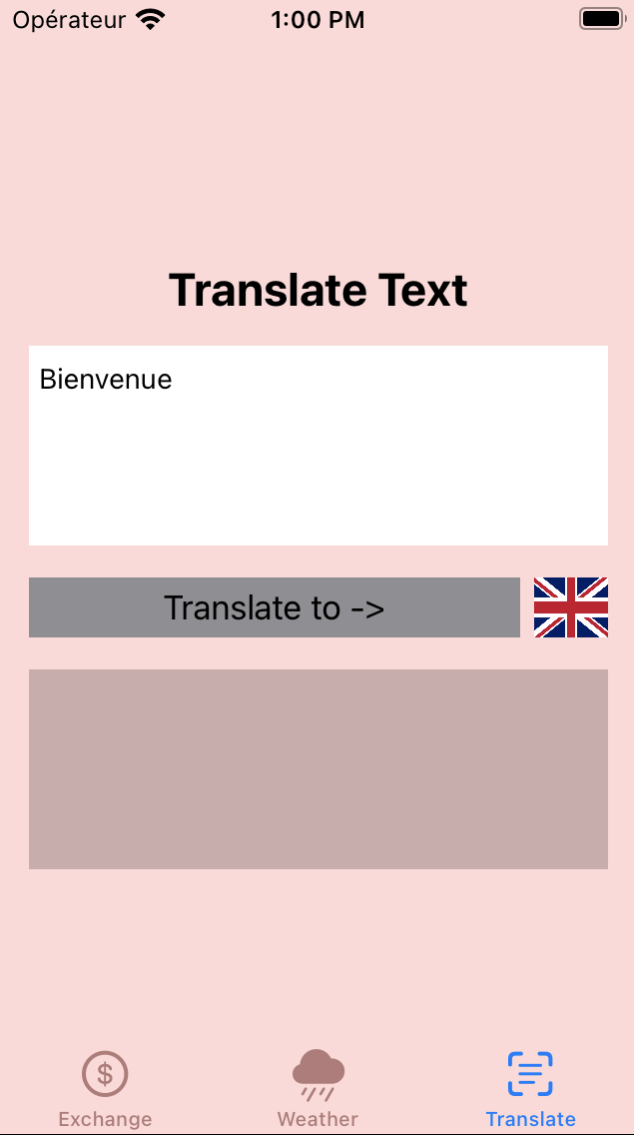 Opérateur 1:00 PM
Translate Text
Bienvenue
Translate to ->
$
Exchange Weather Translate